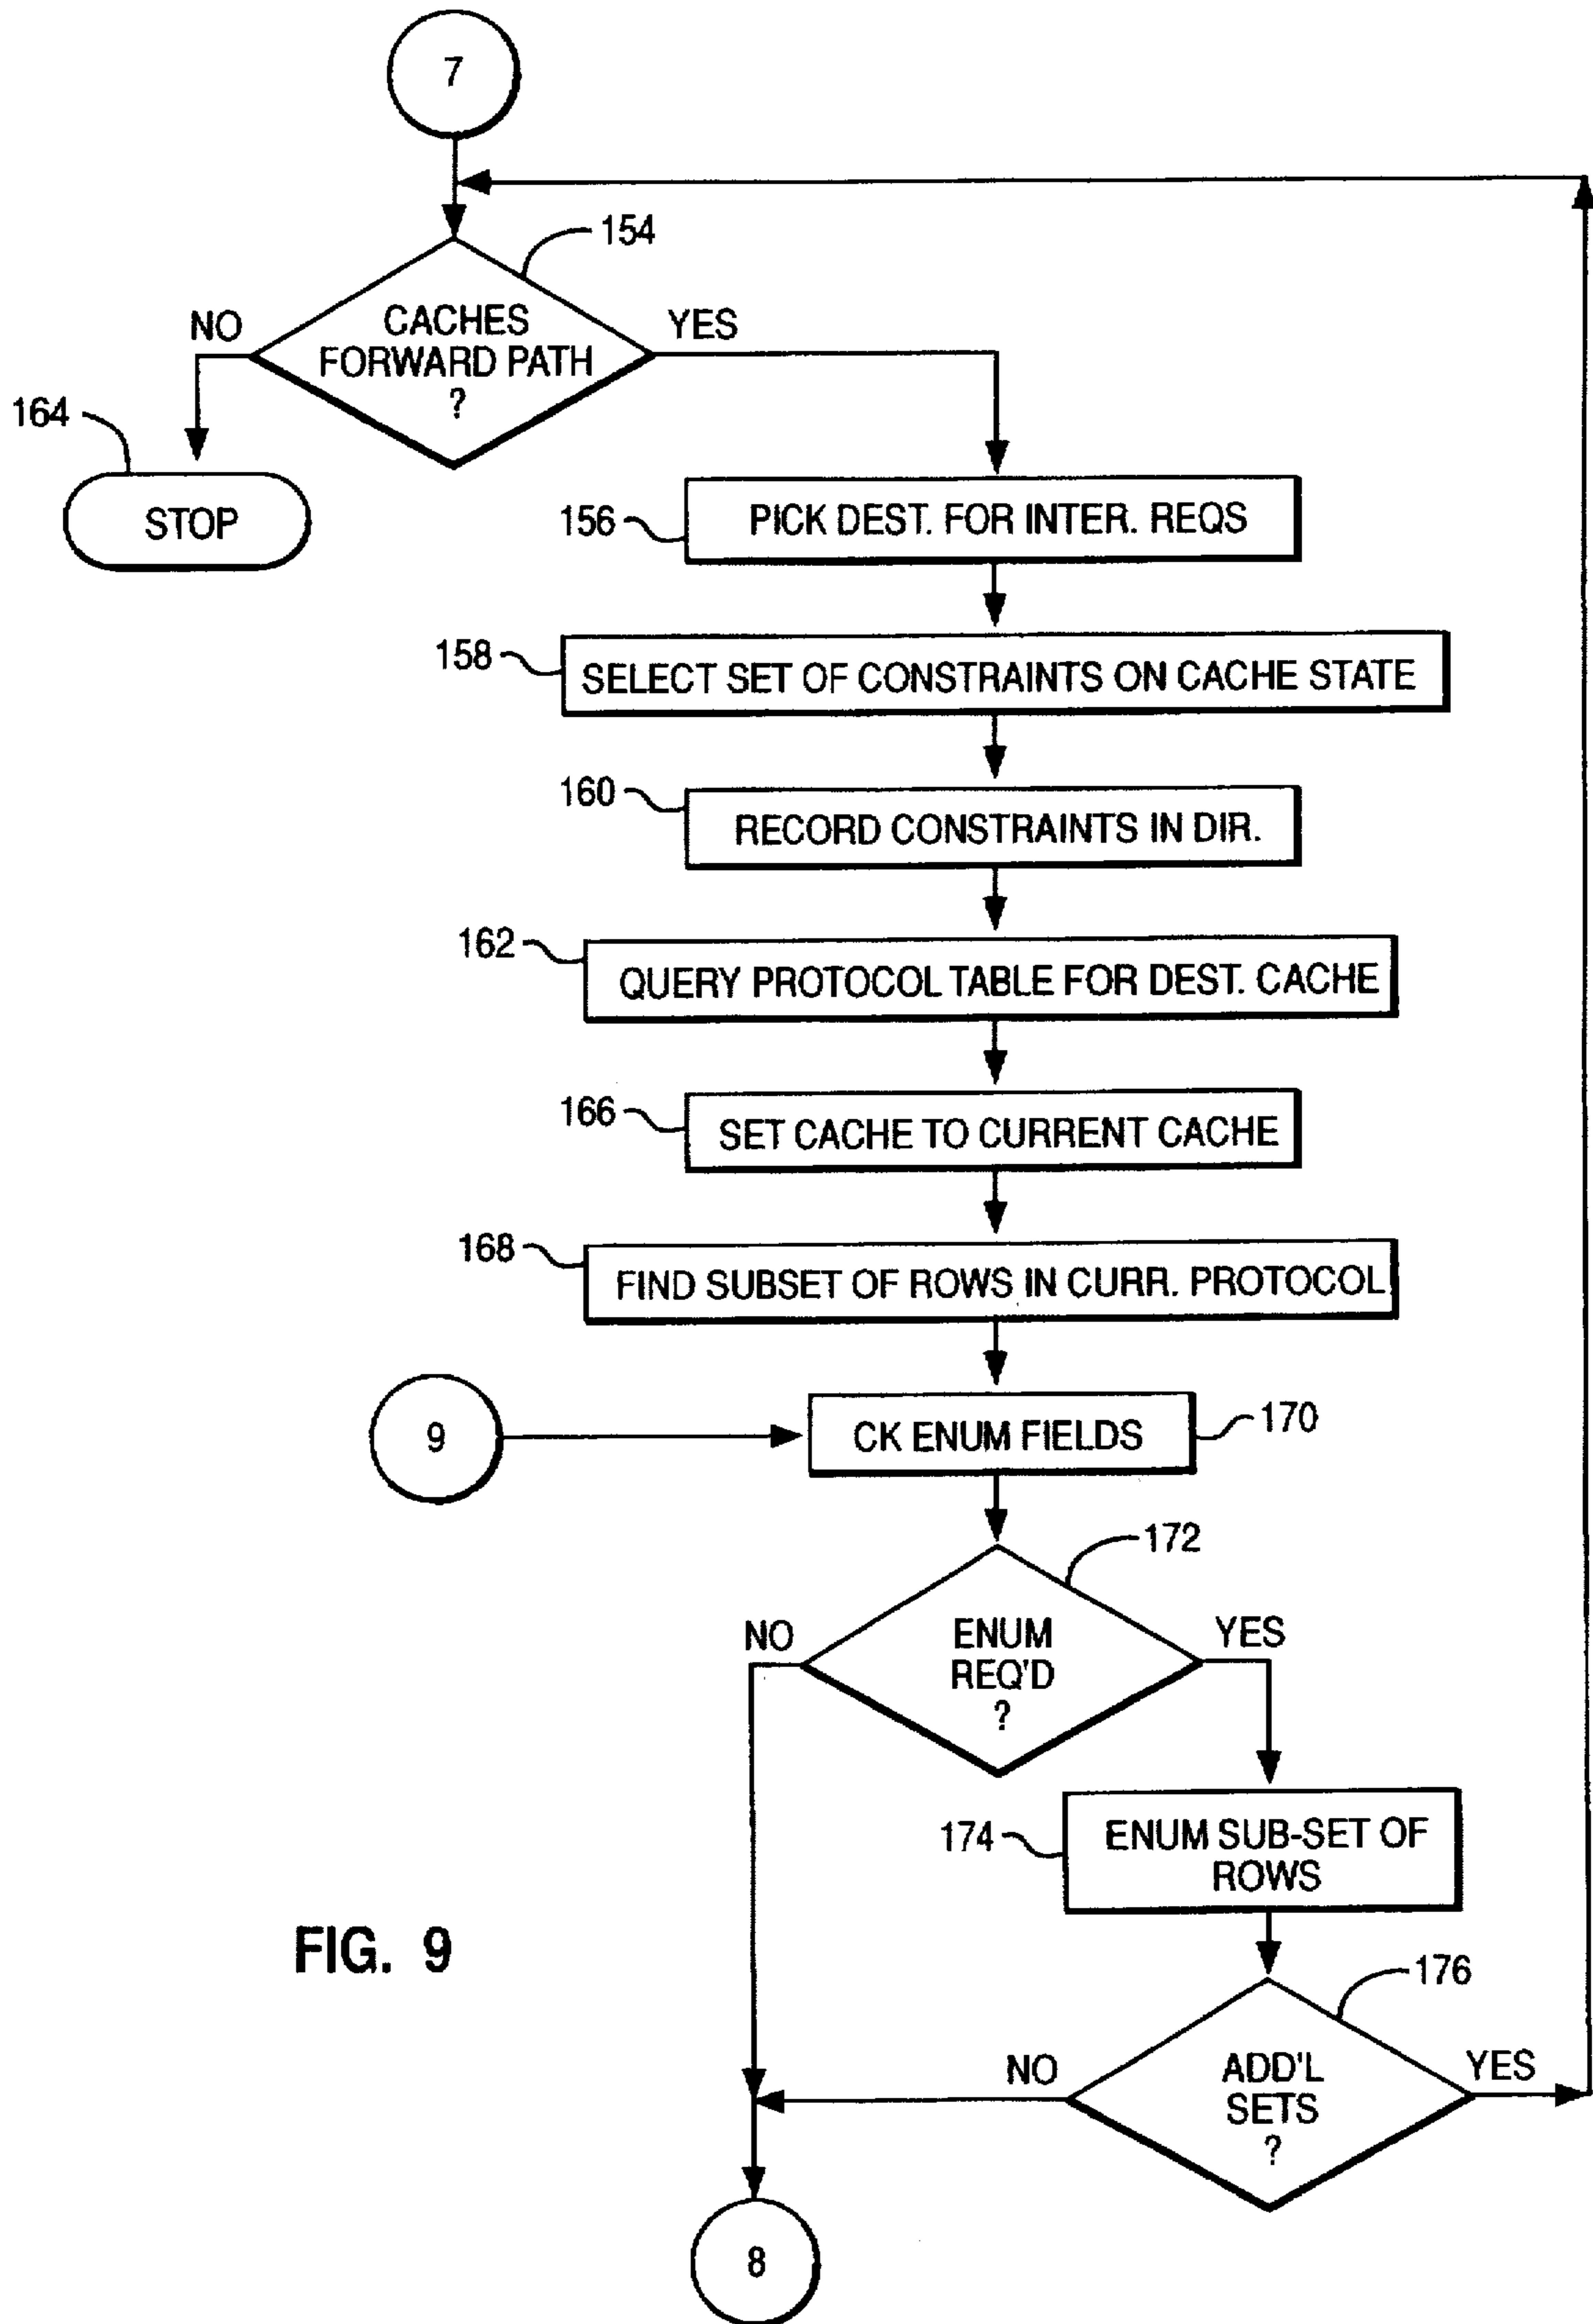 7
154
NO
YES
CACHES
FORWARD PATH
?
164
STOP
156
PICK DEST. FOR INTER. REQS
158
SELECT SET OF CONSTRAINTS ON CACHE STATE
160
RECORD CONSTRAINTS IN DIR.
162
QUERY PROTOCOL TABLE FOR DEST. CACHE
166
SET CACHE TO CURRENT CACHE
168
FIND SUBSET OF ROWS IN CURR. PROTOCOL
9
CK ENUM FIELDS
170
172
NO
YES
ENUM
REQ'D
?
174
ENUM SUB-SET OF
ROWS
FIG. 9
176
NO
YES
ADD'L
SETS
?
8